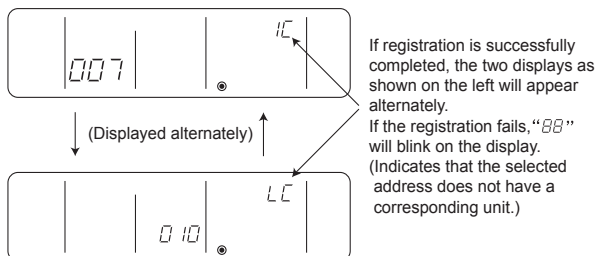 IC
007
(Displayed alternately)
LC
010
If registration is successfully
completed, the two displays as
shown on the left will appear
alternately.
If the registration fails,“88”
will blink on the display.
(Indicates that the selected
address does not have a
corresponding unit.)